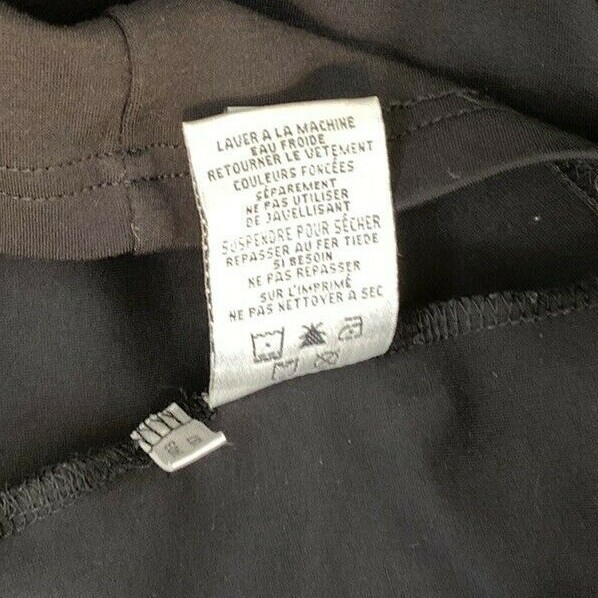 LAVER A LA MACHINE
EAU FROIDE
RETOURNER LE VETEMENT
COULEURS FONCÉES
SÉPAREMENT
NE PAS UTILISER
DE JAVELLISANT
SUSPENDRE POUR SÉCHER
REPASSER AU FER TIEDE
SI BESOIN
NE PAS REPASSER
SUR L'IMPRIMÉ
NE PAS NETTOYER A SEC